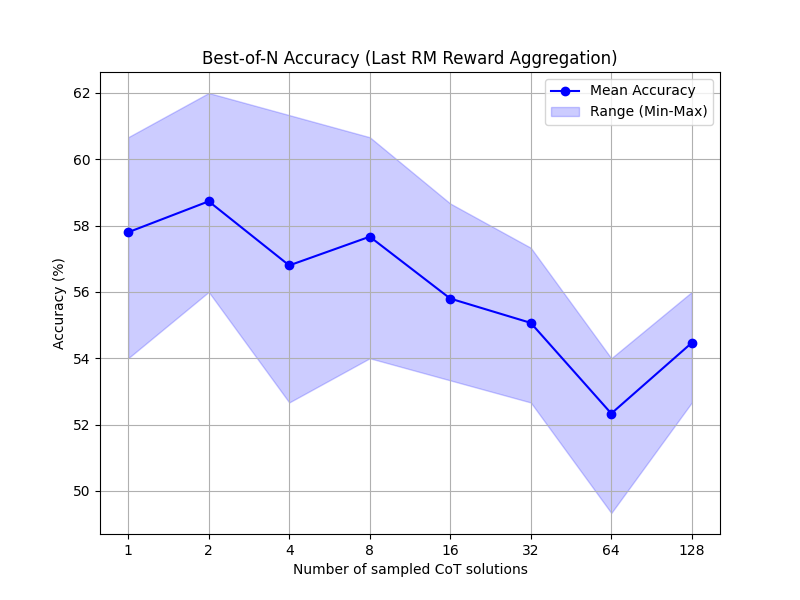 Best-of-N Accuracy (Last RM Reward Aggregation)
Mean Accuracy
Range (Min-Max)
Accuracy (%)
62
60
58
56
54
52
50
1 2 4 8 16 32 64 128
Number of sampled CoT solutions